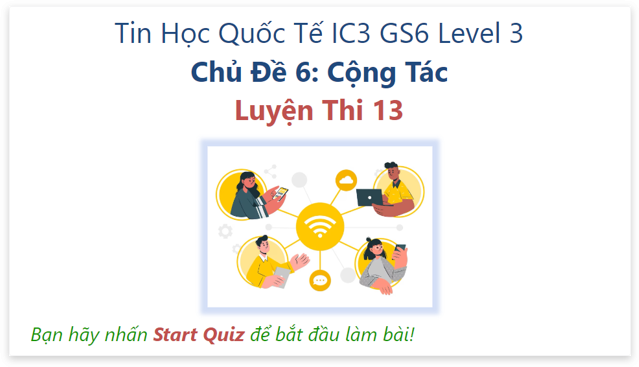 Tin Học Quốc Tế IC3 GS6 Level 3
Chủ Đề 6: Cộng Tác
Luyện Thi 13
Bạn hãy nhấn Start Quiz để bắt đầu làm bài!